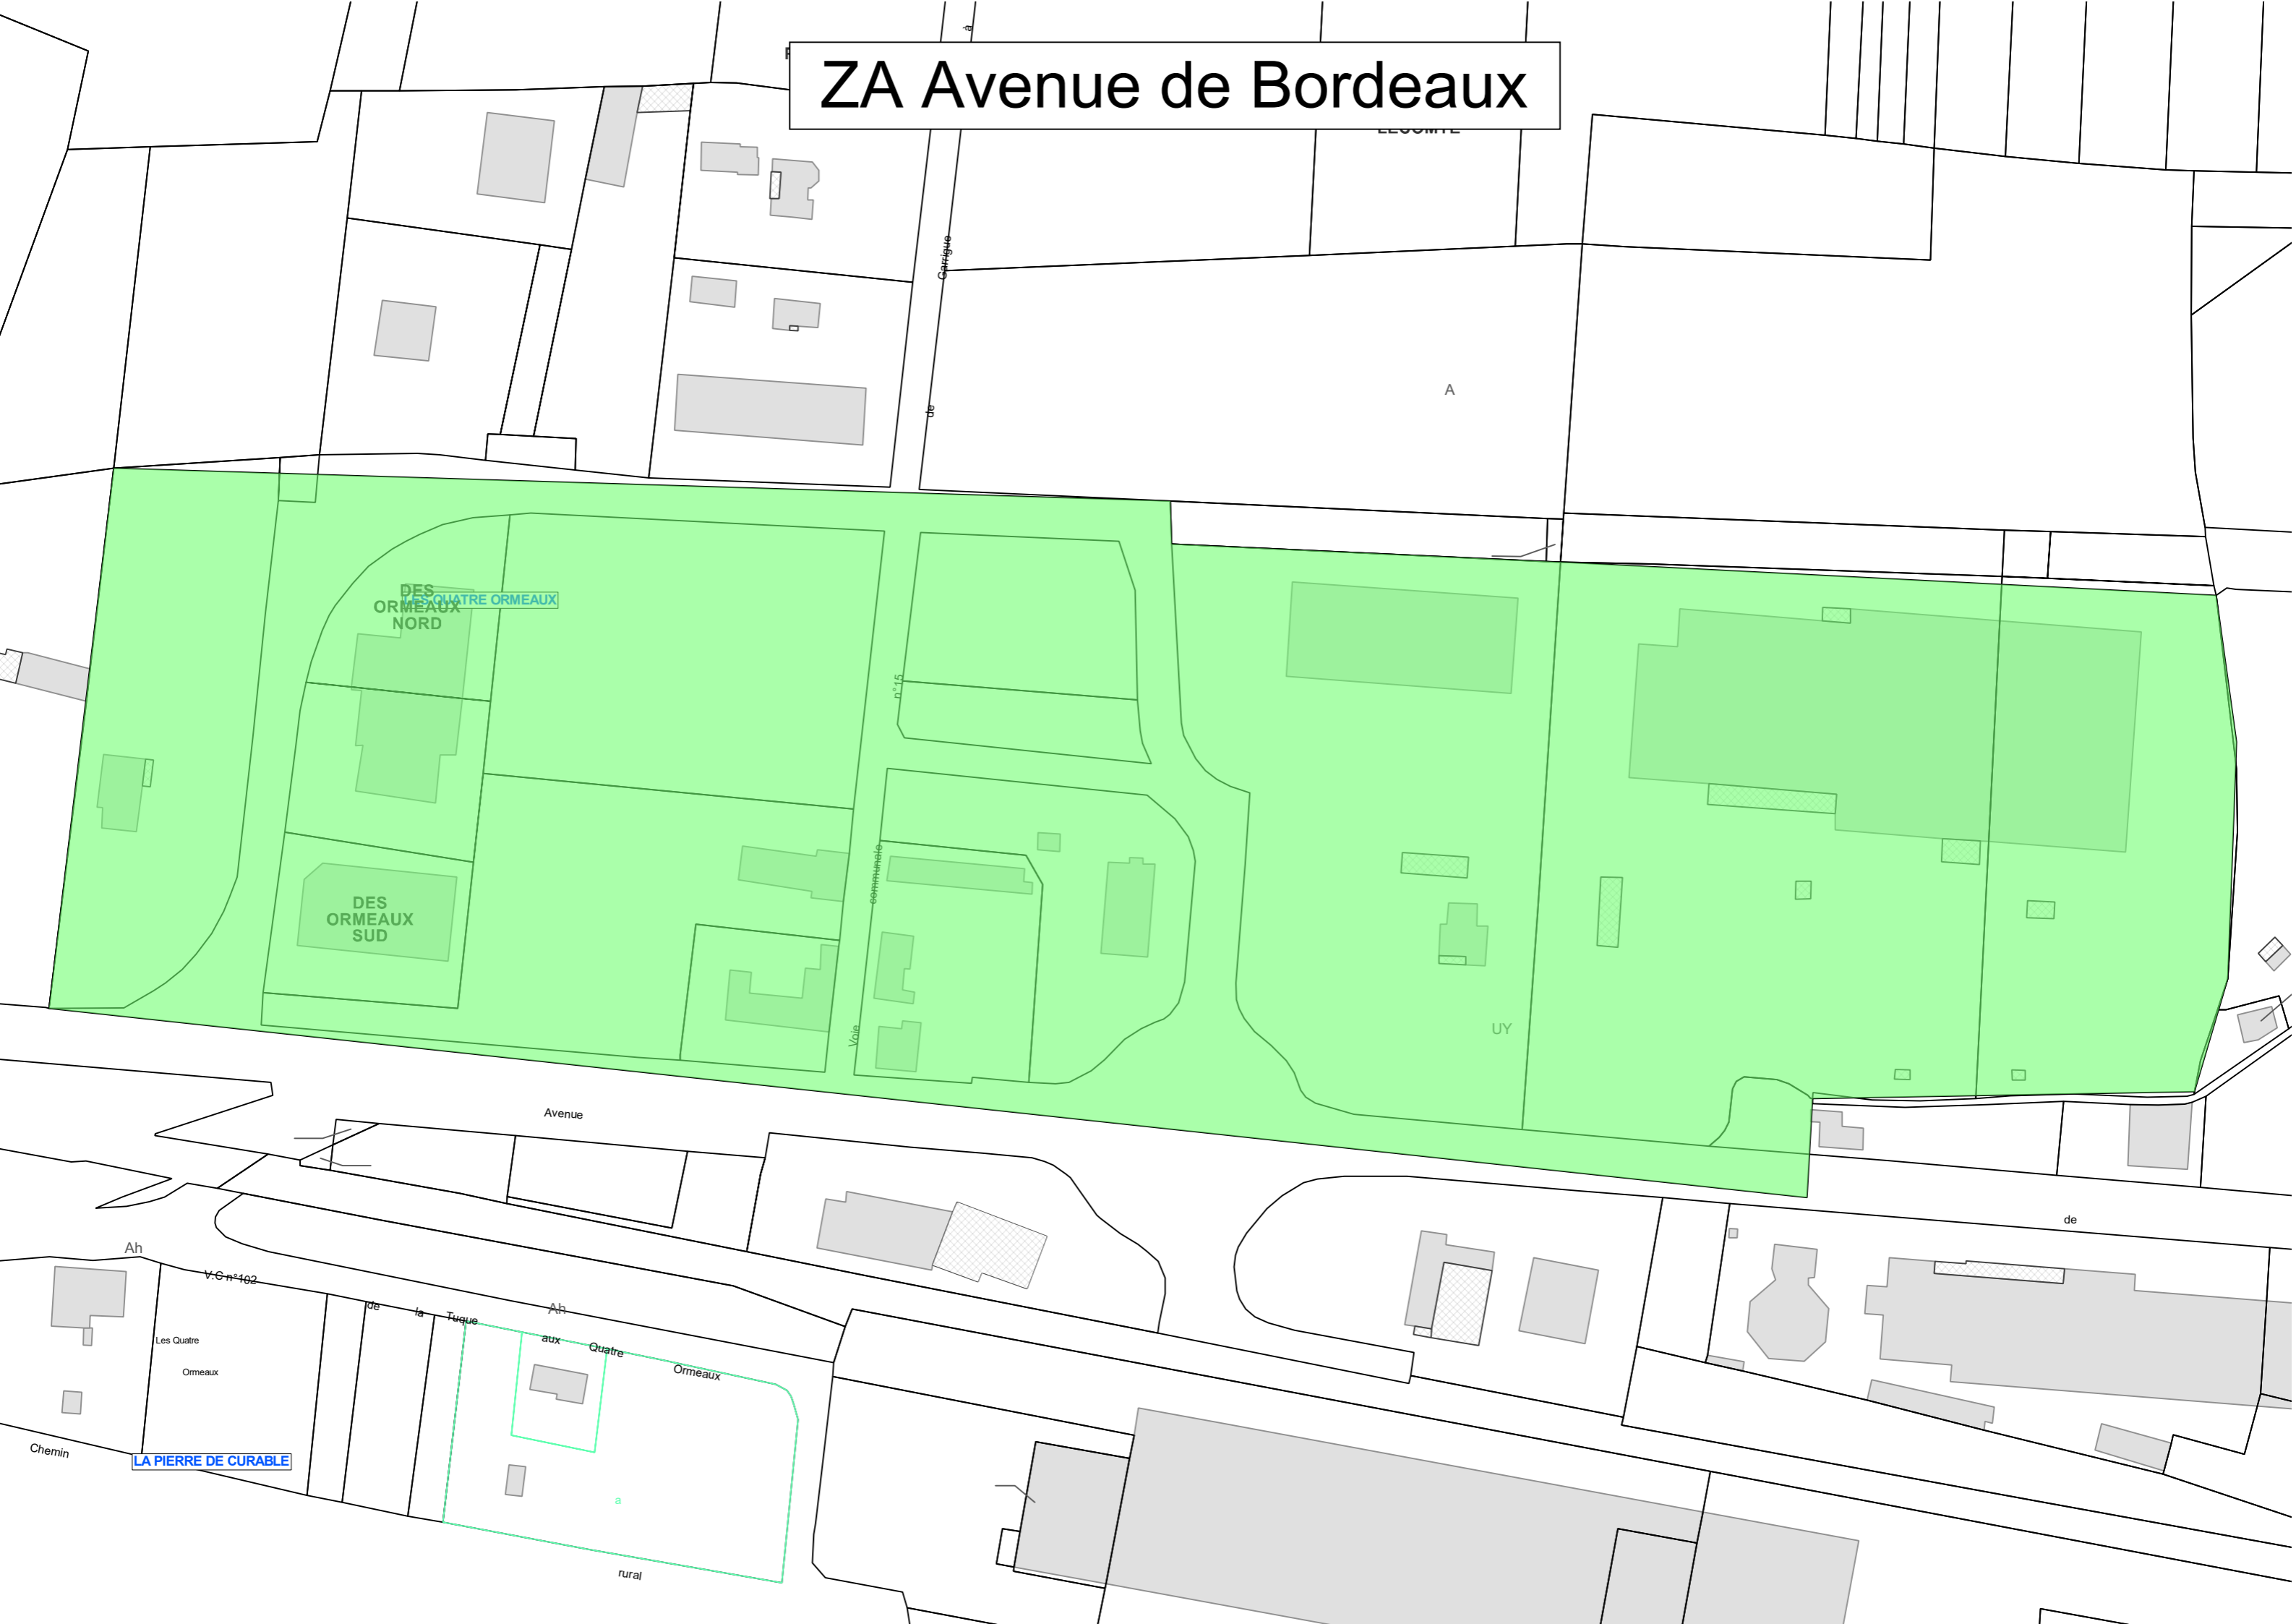 à
ZA Avenue de Bordeaux
Garrigue
A
de
DES
ORMEAUX
NORD
LES QUATRE ORMEAUX
n°15
communale
DES
ORMEAUX
SUD
Voie
UY
Avenue
de
Ah
V.C n°102
de la Tuque aux Quatre Ormeaux
Ah
Les Quatre
Ormeaux
Chemin
LA PIERRE DE CURABLE
a
rural